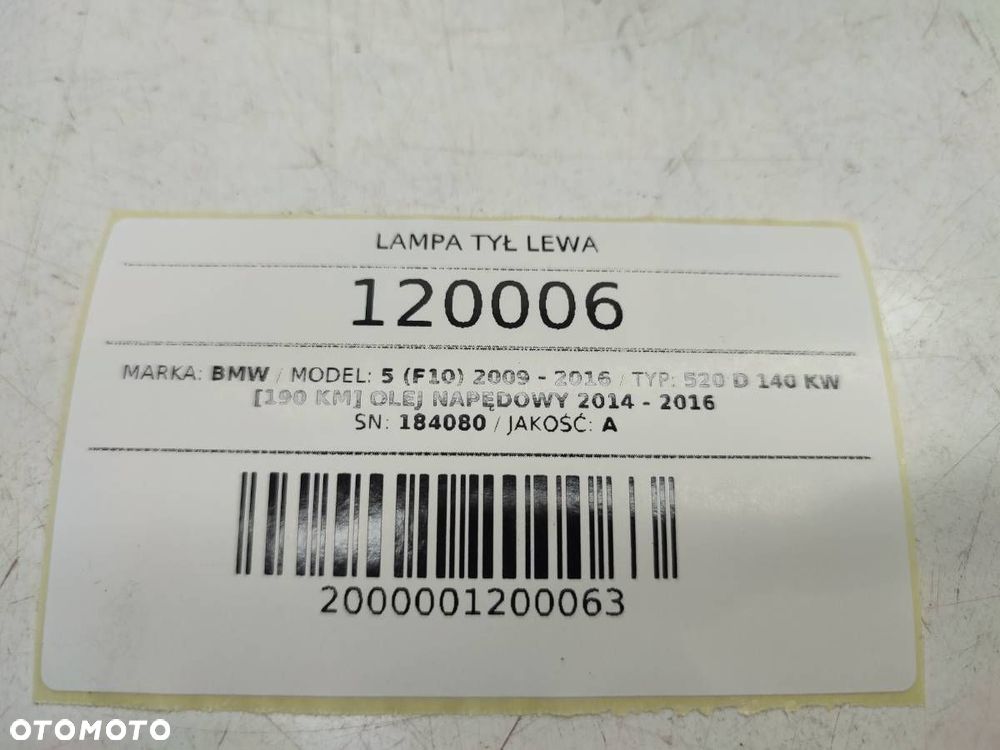 LAMPA TYŁ LEWA
120006
MARKA: BMW / MODEL: 5 (F10) 2009 - 2016 / TYP: 520 D 140 KW
[190 KM] OLEJ NAPĘDOWY 2014 - 2016
SN: 184080 / JAKOŚĆ: A
2000001200063
OTOMOTO